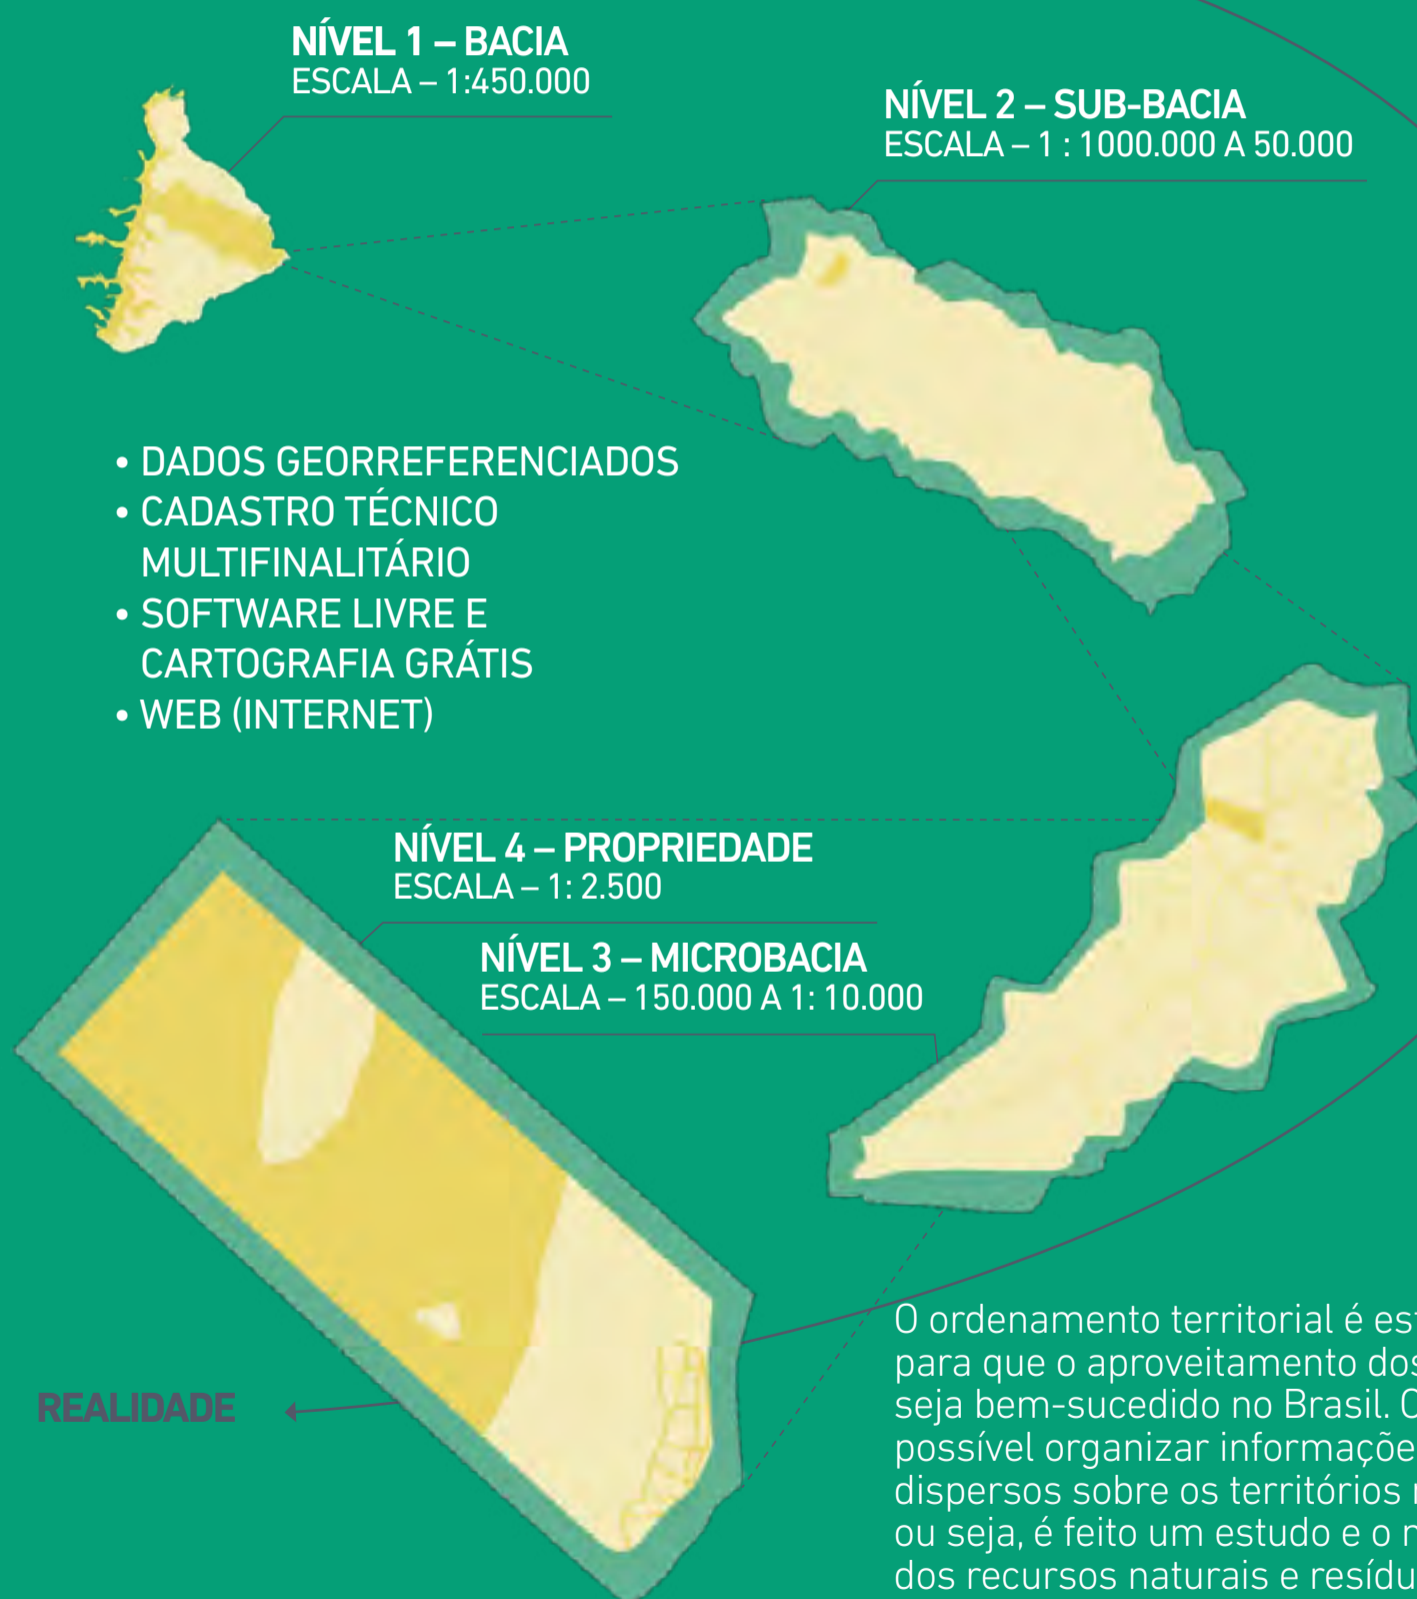 NÍVEL 1 – BACIA
ESCALA – 1:450.000
NÍVEL 2 – SUB-BACIA
ESCALA – 1 : 1000.000 A 50.000
• DADOS GEORREFERENCIADOS
• CADASTRO TÉCNICO
MULTIFINALITÁRIO
• SOFTWARE LIVRE E
CARTOGRAFIA GRÁTIS
• WEB (INTERNET)
NÍVEL 4 – PROPRIEDADE
ESCALA – 1: 2.500
NÍVEL 3 – MICROBACIA
ESCALA – 150.000 A 1: 10.000
REALIDADE
O ordenamento territorial é
para que o aproveitamento
seja bem-sucedido no Brasil.
possível organizar
dispersos sobre os territórios
ou seja, é feito um estudo e o
dos recursos naturais e